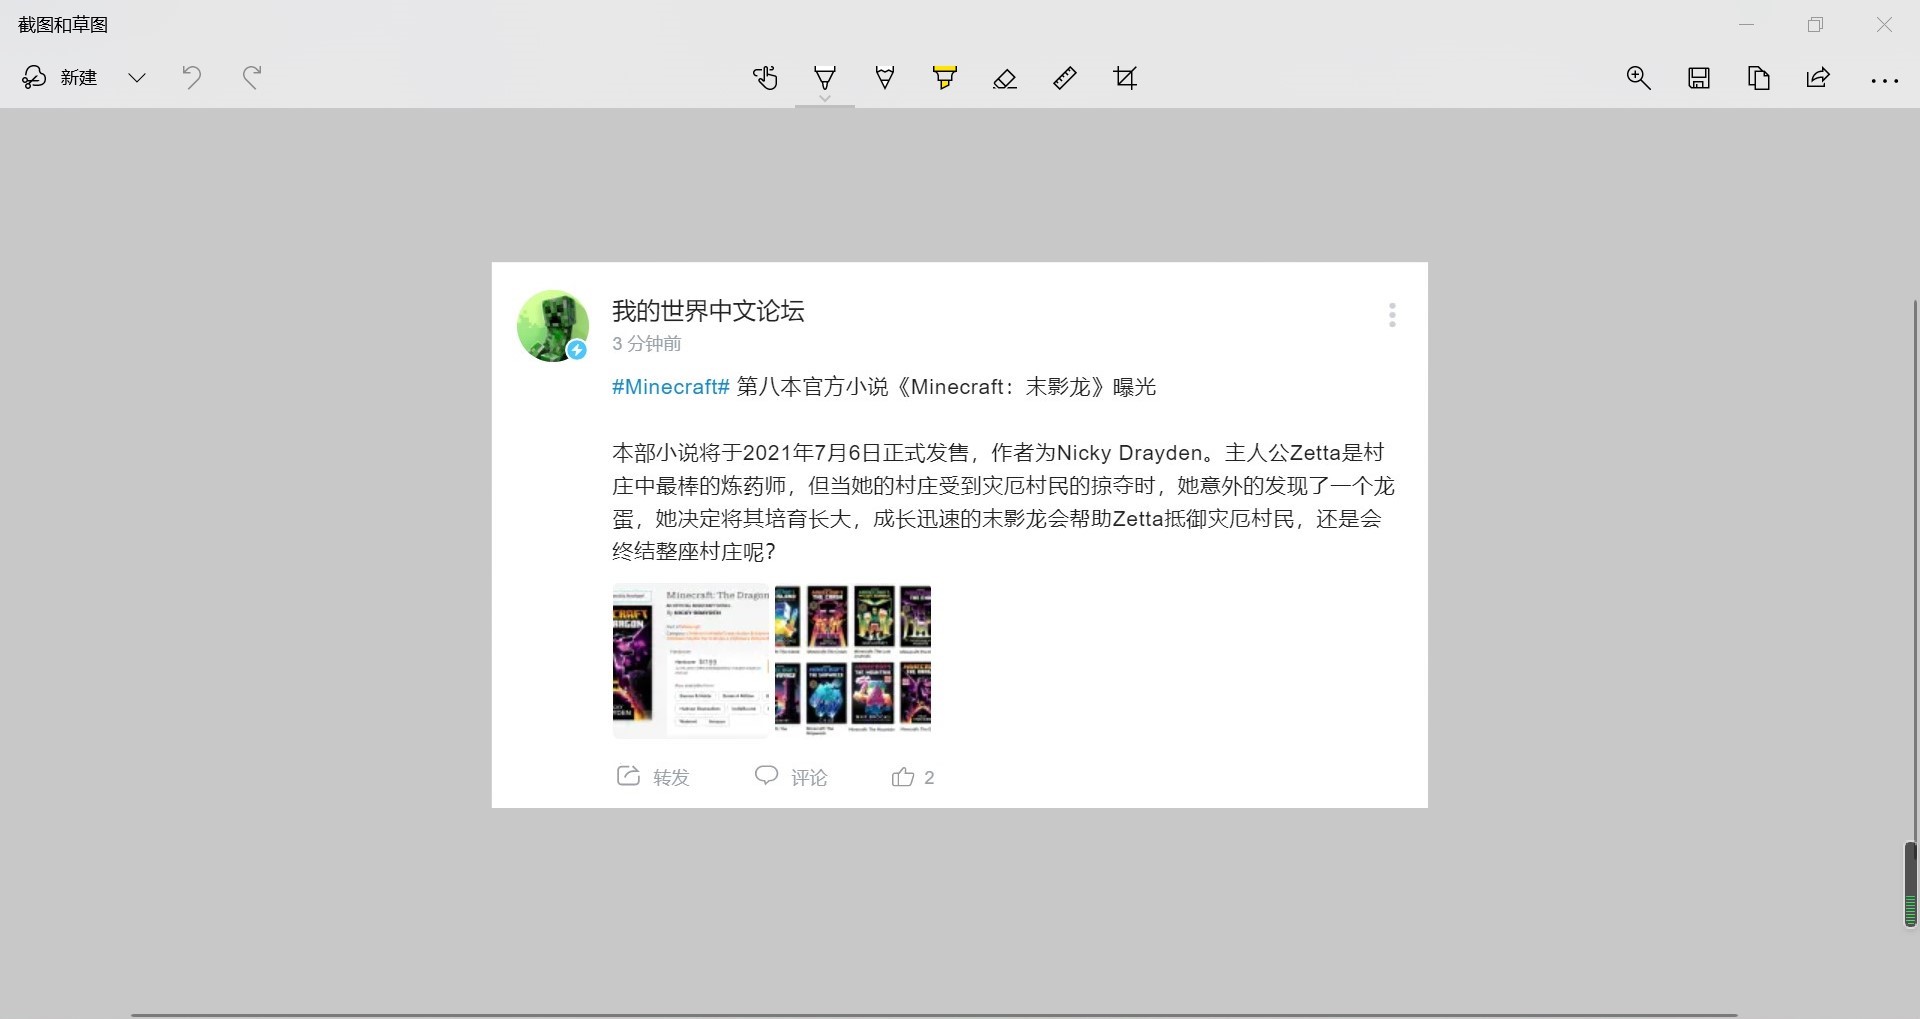 截图和草图
新建
我的世界中文论坛
3 分钟前
#Minecraft# 第八本官方小说《Minecraft：末影龙》曝光
本部小说将于2021年7月6日正式发售，作者为Nicky Drayden。主人公Zetta是村
庄中最棒的炼药师，但当她的村庄受到灾厄村民的掠夺时，她意外的发现了一个龙
蛋，她决定将其培育长大，成长迅速的末影龙会帮助Zetta抵御灾厄村民，还是会
终结整座村庄呢？
Minecraft: The Dragon
转发 评论 2